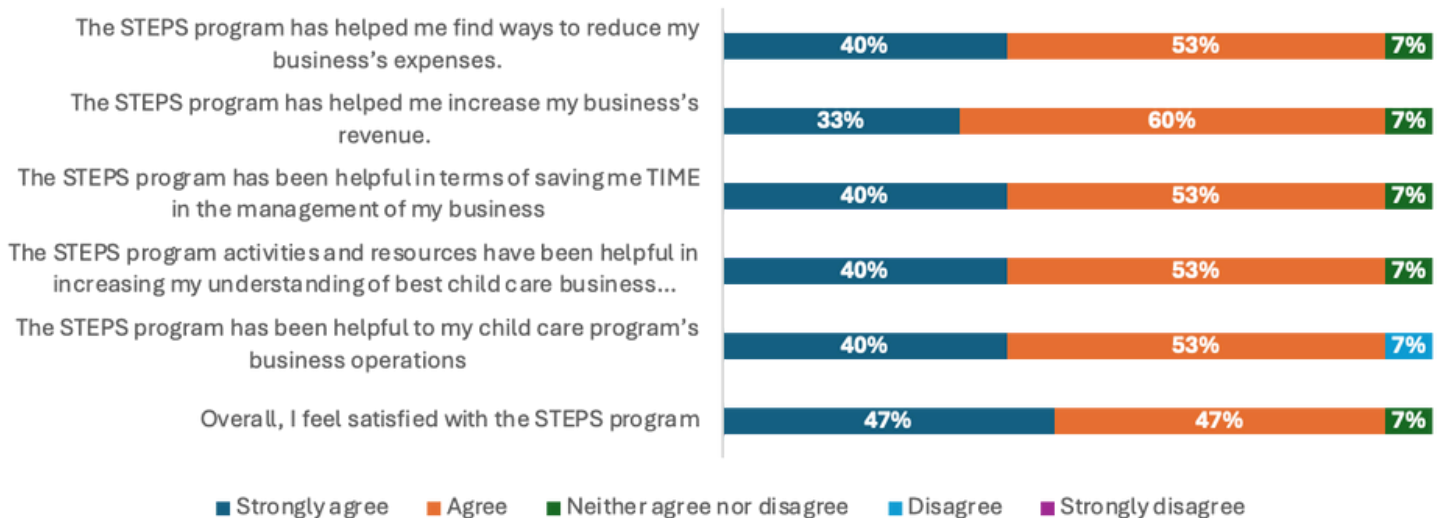 The STEPS program has helped me find ways to reduce my
business's expenses.
40% 53% 7%
The STEPS program has helped me increase my business's
revenue.
33% 60% 7%
The STEPS program has been helpful in terms of saving me TIME
in the management of my business
40% 53% 7%
The STEPS program activities and resources have been helpful in
increasing my understanding of best child care business...
40% 53% 7%
The STEPS program has been helpful to my child care program's
business operations
40% 53% 7%
Overall, I feel satisfied with the STEPS program
47% 47% 7%
Strongly agree Agree Neither agree nor disagree Disagree Strongly disagree